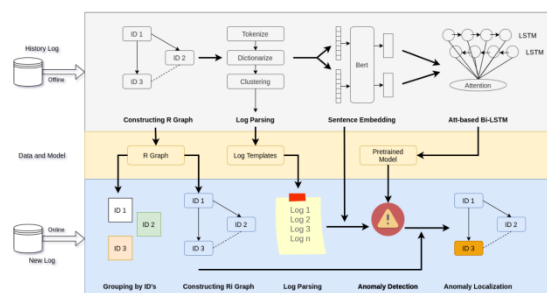 History Log
Offline
ID 1
ID 2
ID 3
Constructing R Graph
Tokenize
Dictionarize
Clustering
Log Parsing
Bert
Sentence Embedding
LSTM
LSTM
Attention
Att-based Bi-LSTM
Data and Model
R Graph
Log Templates
Pretrained
Model
New Log
Online
ID 1
ID 2
ID 3
Grouping by ID's
ID 1
ID 2
ID 3
Constructing Ri Graph
Log 1
Log 2
Log 3
Log n
Log Parsing
Anomaly Detection
ID 1
ID 2
ID 3
Anomaly Localization